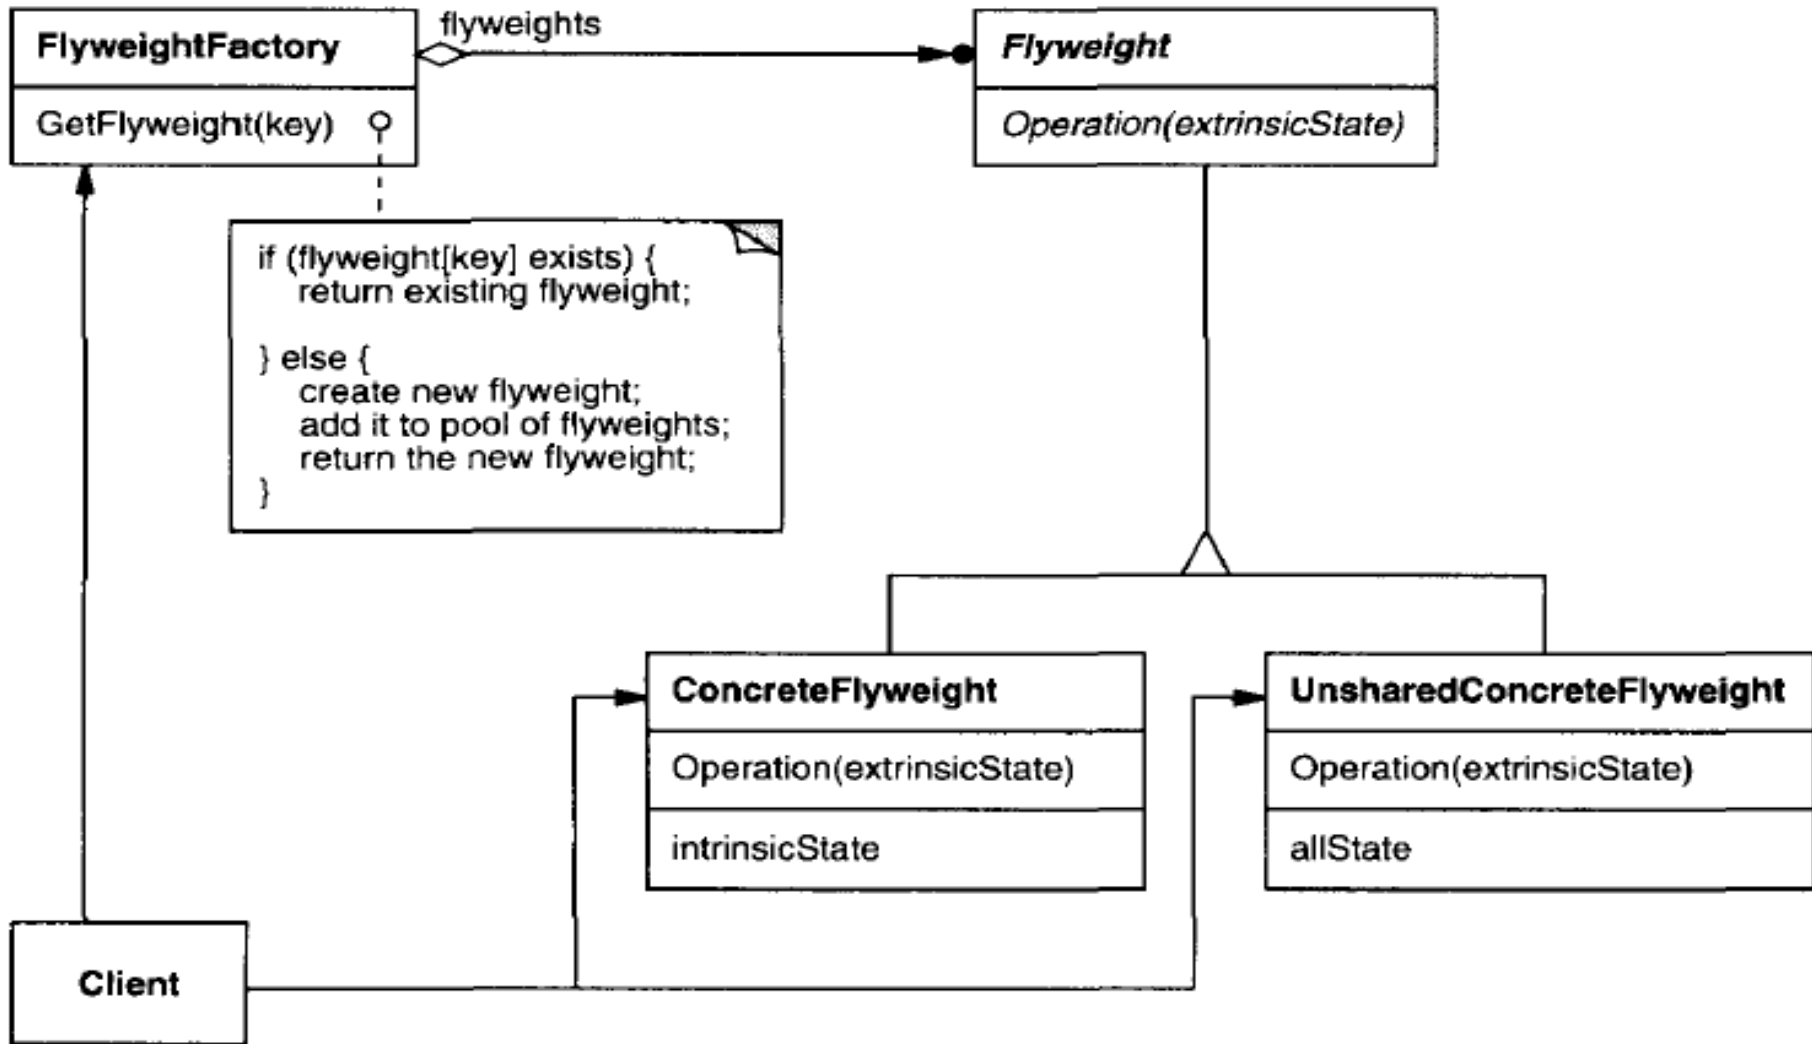 flyweights
FlyweightFactory
GetFlyweight(key)
Flyweight
Operation(extrinsicState)
if (flyweight[key] exists) {
return existing flyweight;
} else {
create new flyweight;
add it to pool of flyweights;
return the new flyweight;
}
ConcreteFlyweight
Operation(extrinsicState)
intrinsicState
UnsharedConcreteFlyweight
Operation(extrinsicState)
allState
Client